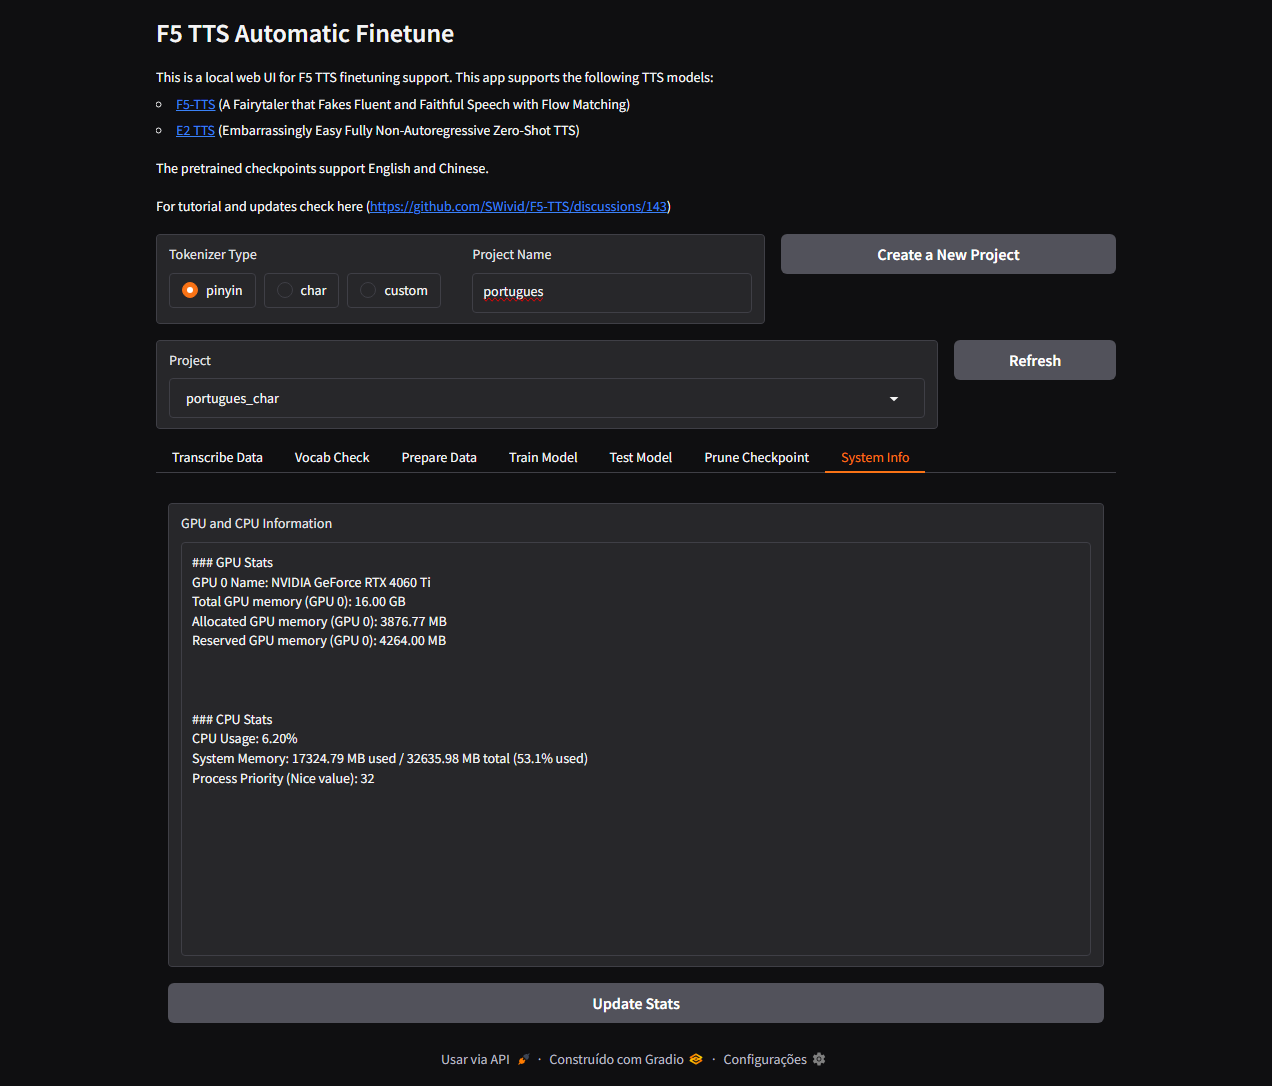 F5 TTS Automatic Finetune
This is a local web UI for F5 TTS finetuning support. This app supports the following TTS models:
F5-TTS (A Fairytaler that Fakes Fluent and Faithful Speech with Flow Matching)
E2 TTS (Embarrassingly Easy Fully Non-Autoregressive Zero-Shot TTS)
The pretrained checkpoints support English and Chinese.
For tutorial and updates check here (https://github.com/SWivid/F5-TTS/discussions/143)
Tokenizer Type
pinyin char custom
Project Name
portugues
Create a New Project
Project
portugues_char
Refresh
Transcribe Data Vocab Check Prepare Data Train Model Test Model Prune Checkpoint System Info
GPU and CPU Information
### GPU Stats
GPU 0 Name: NVIDIA GeForce RTX 4060 Ti
Total GPU memory (GPU 0): 16.00 GB
Allocated GPU memory (GPU 0): 3876.77 MB
Reserved GPU memory (GPU 0): 4264.00 MB
### CPU Stats
CPU Usage: 6.20%
System Memory: 17324.79 MB used / 32635.98 MB total (53.1% used)
Process Priority (Nice value): 32
Update Stats
Usar via API · Construído com Gradio · Configurações